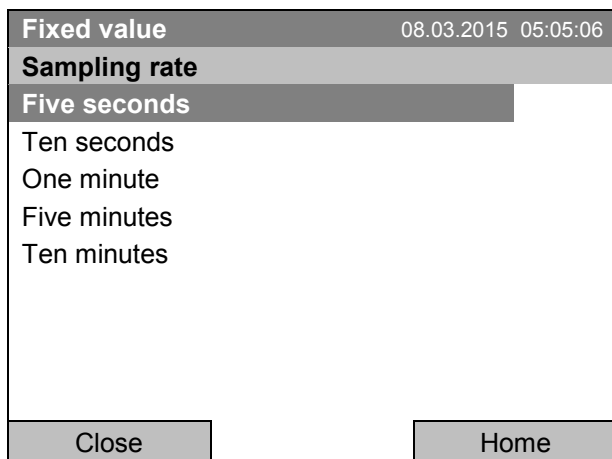 Fixed value 08.03.2015 05:05:06
Sampling rate
Five seconds
Ten seconds
One minute
Five minutes
Ten minutes
Close Home